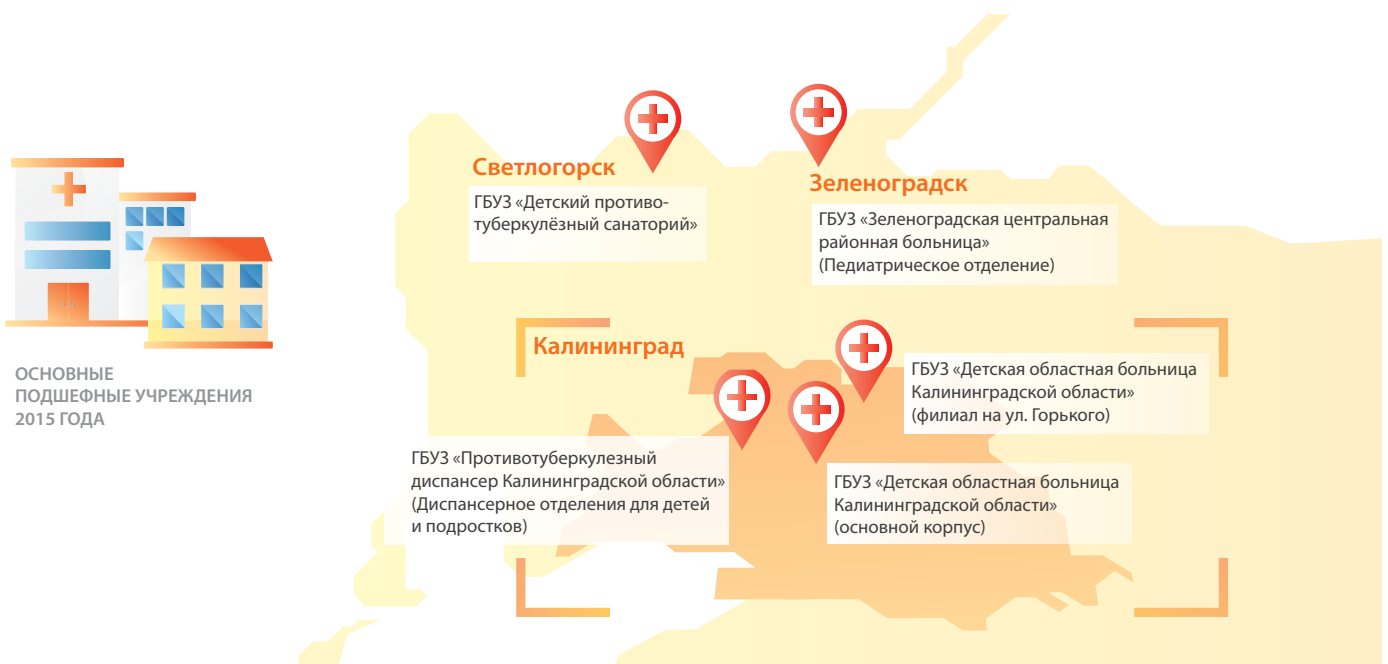 Светлогорск
ГБУЗ «Детский противо-
туберкулёзный санаторий»
Зеленоградск
ГБУЗ «Зеленоградская центральная
районная больница»
(Педиатрическое отделение)
ОСНОВНЫЕ
ПОДШЕФНЫЕ УЧРЕЖДЕНИЯ
2015 ГОДА
Калининград
ГБУЗ «Детская областная больница
Калининградской области»
(филиал на ул. Горького)
ГБУЗ «Противотуберкулезный
диспансер Калининградской области»
(Диспансерное отделения для детей
и подростков)
ГБУЗ «Детская областная больница
Калининградской области»
(основной корпус)